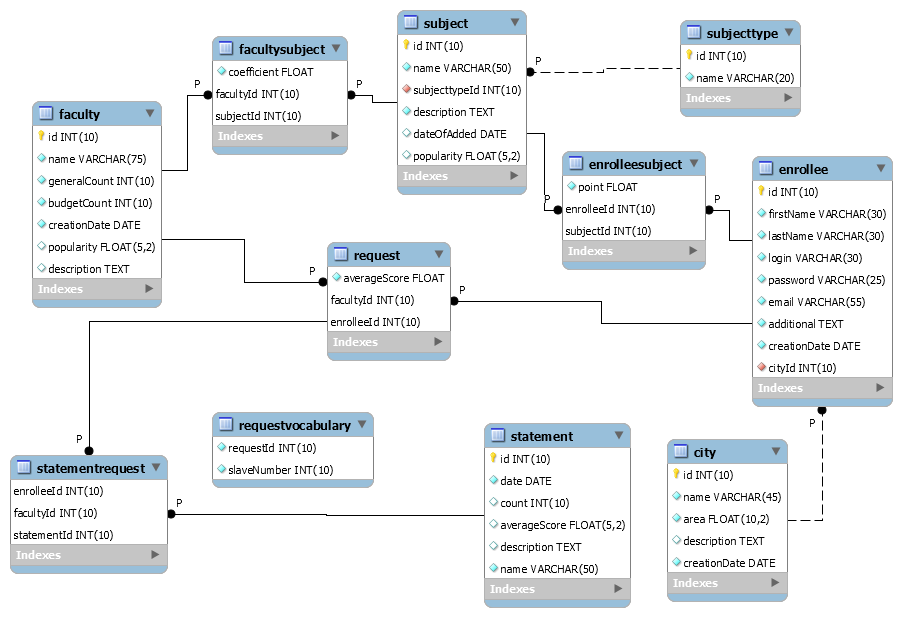 subject
id INT(10)
name VARCHAR(50)
subjecttypeId INT(10)
description TEXT
dateOfAdded DATE
popularity FLOAT(5,2)
Indexes
subjecttype
id INT(10)
name VARCHAR(20)
Indexes
facultysubject
coefficient FLOAT
facultyId INT(10)
subjectId INT(10)
Indexes
faculty
id INT(10)
name VARCHAR(75)
generalCount INT(10)
budgetCount INT(10)
creationDate DATE
popularity FLOAT(5,2)
description TEXT
Indexes
enrolleesubject
point FLOAT
enrolleeId INT(10)
subjectId INT(10)
Indexes
enrollee
id INT(10)
firstName VARCHAR(30)
lastName VARCHAR(30)
login VARCHAR(30)
password VARCHAR(25)
email VARCHAR(55)
additional TEXT
creationDate DATE
cityId INT(10)
Indexes
request
averageScore FLOAT
facultyId INT(10)
enrolleeId INT(10)
Indexes
requestvocabulary
requestId INT(10)
slaveNumber INT(10)
statement
id INT(10)
date DATE
count INT(10)
averageScore FLOAT(5,2)
description TEXT
name VARCHAR(50)
Indexes
city
id INT(10)
name VARCHAR(45)
area FLOAT(10,2)
description TEXT
creationDate DATE
Indexes
statementrequest
enrolleeId INT(10)
facultyId INT(10)
statementId INT(10)
Indexes
P
P
P
P
P
P
P
P
P
P